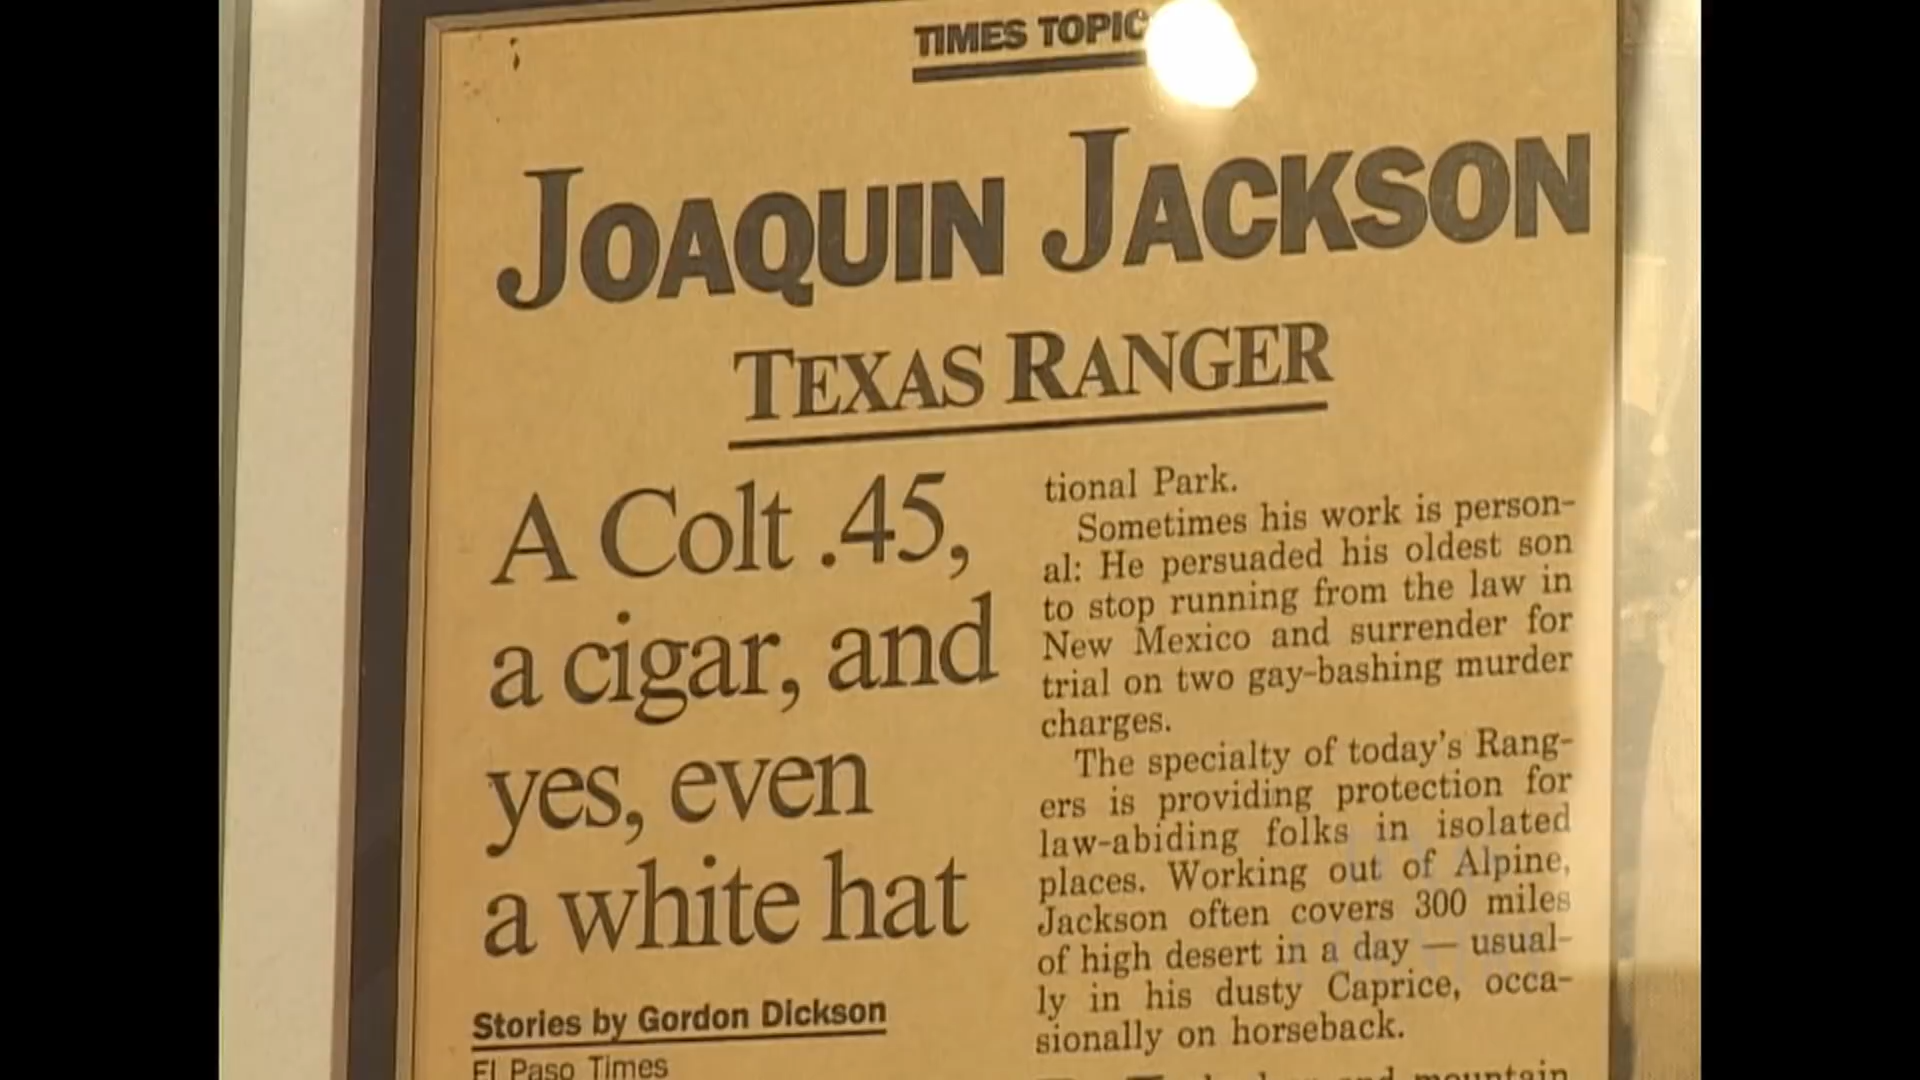 TIMES TOPIC
JOAQUIN JACKSON
TEXAS RANGER
A Colt .45,
a cigar, and
yes, even
a white hat
Stories by Gordon Dickson
El Paso Times
tional Park.
Sometimes his work is person-
al: He persuaded his oldest son
to stop running from the law in
New Mexico and surrender for
trial on two gay-bashing murder
charges.
The specialty of today's Rang-
ers is providing protection for
law-abiding folks in isolated
places. Working out of Alpine,
Jackson often covers 300 miles
of high desert in a day — usual-
ly in his dusty Caprice, occa-
sionally on horseback.
and mountain